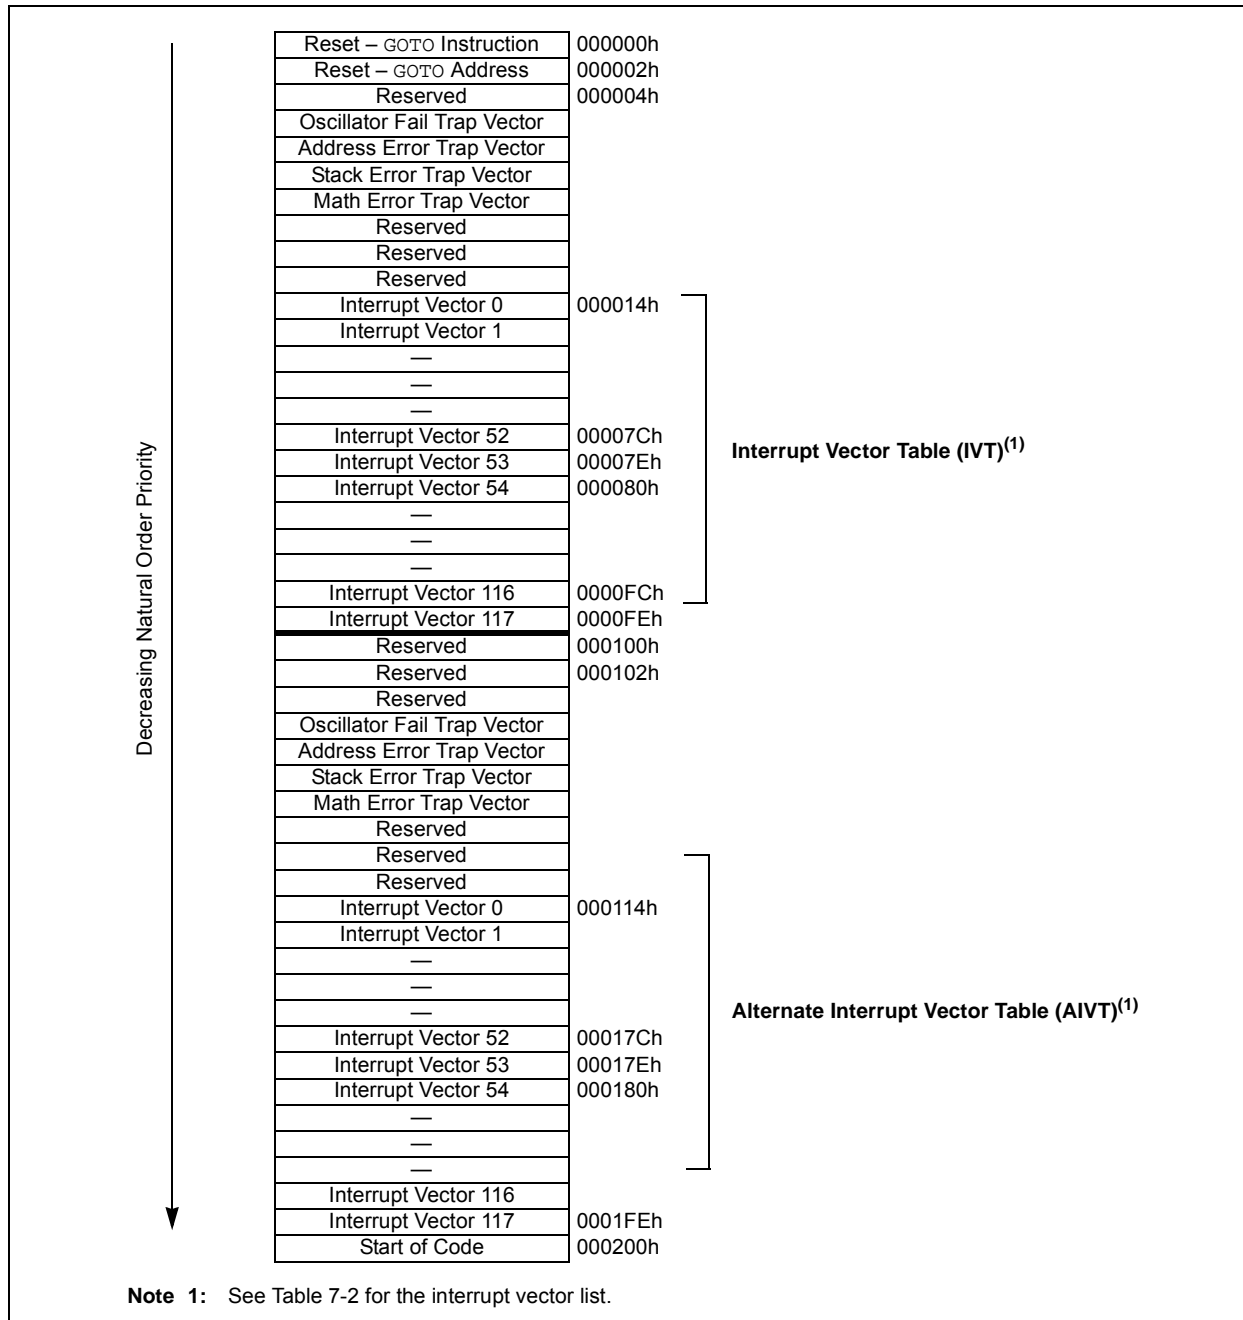 Reset – GOTO Instruction 000000h
Reset – GOTO Address 000002h
Reserved 000004h
Oscillator Fail Trap Vector
Address Error Trap Vector
Stack Error Trap Vector
Math Error Trap Vector
Reserved
Reserved
Reserved
Interrupt Vector 0 000014h
Interrupt Vector 1
—
—
—
Interrupt Vector 52 00007Ch
Interrupt Vector 53 00007Eh
Interrupt Vector 54 000080h
—
—
—
Interrupt Vector 116 0000FCh
Interrupt Vector 117 0000FEh
Reserved 000100h
Reserved 000102h
Reserved
Oscillator Fail Trap Vector
Address Error Trap Vector
Stack Error Trap Vector
Math Error Trap Vector
Reserved
Reserved
Reserved
Interrupt Vector 0 000114h
Interrupt Vector 1
—
—
—
Interrupt Vector 52 00017Ch
Interrupt Vector 53 00017Eh
Interrupt Vector 54 000180h
—
—
—
Interrupt Vector 116
Interrupt Vector 117 0001FEh
Start of Code 000200h
Decreasing Natural Order Priority
Interrupt Vector Table (IVT)(1)
Alternate Interrupt Vector Table (AIVT)(1)
Note 1: See Table 7-2 for the interrupt vector list.